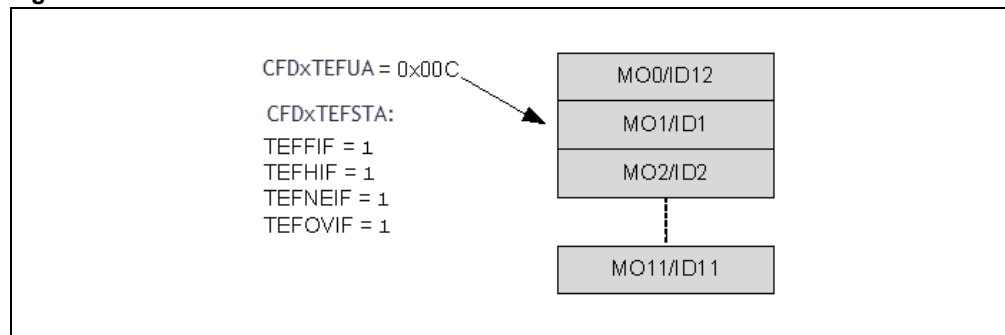 CFDxTEFUA = 0x00C
CFDxTEFSTA:
TEFFIF = 1
TEFHIF = 1
TEFNEIF = 1
TEFOVIF = 1
MO0/ID12
MO1/ID1
MO2/ID2
MO11/ID11